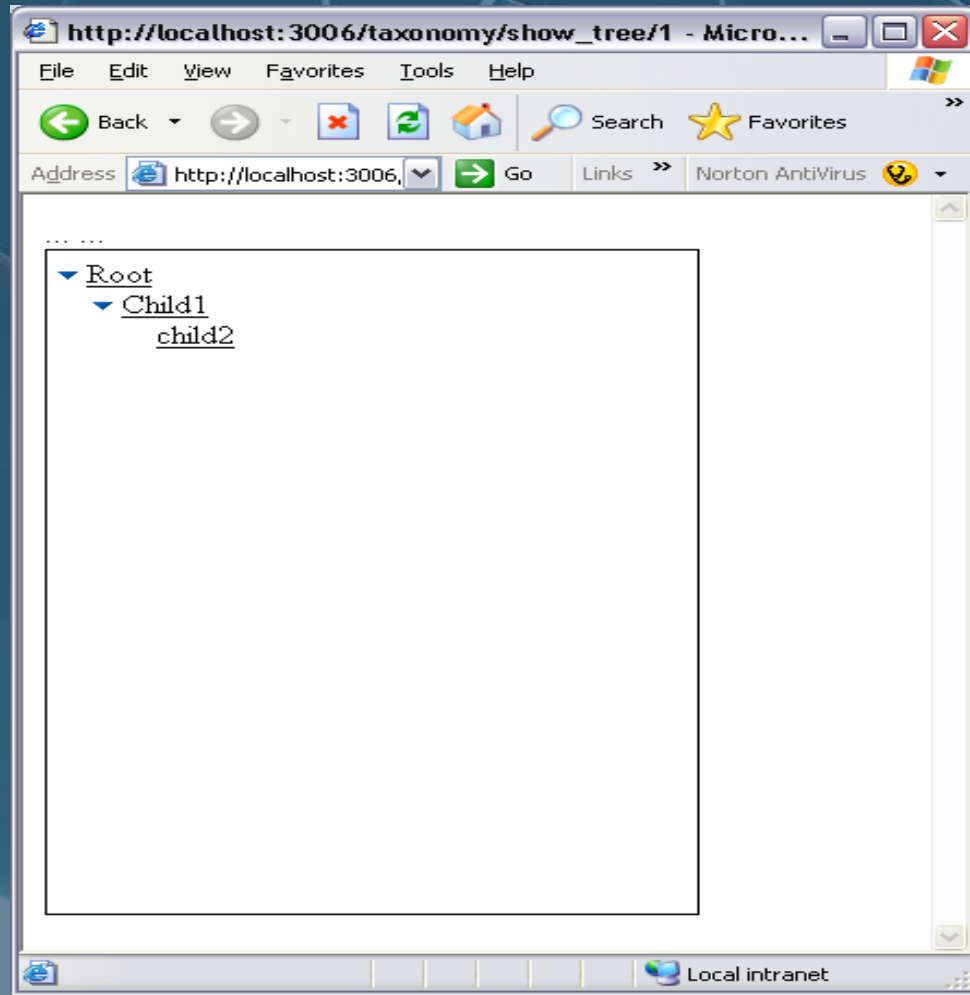 http://localhost:3006/taxonomy/show_tree/1 - Micro...
File Edit View Favorites Tools Help
Back Search Favorites »
Address http://localhost:3006, Go Links » Norton AntiVirus
... ...
Root
Child1
child2
Local intranet